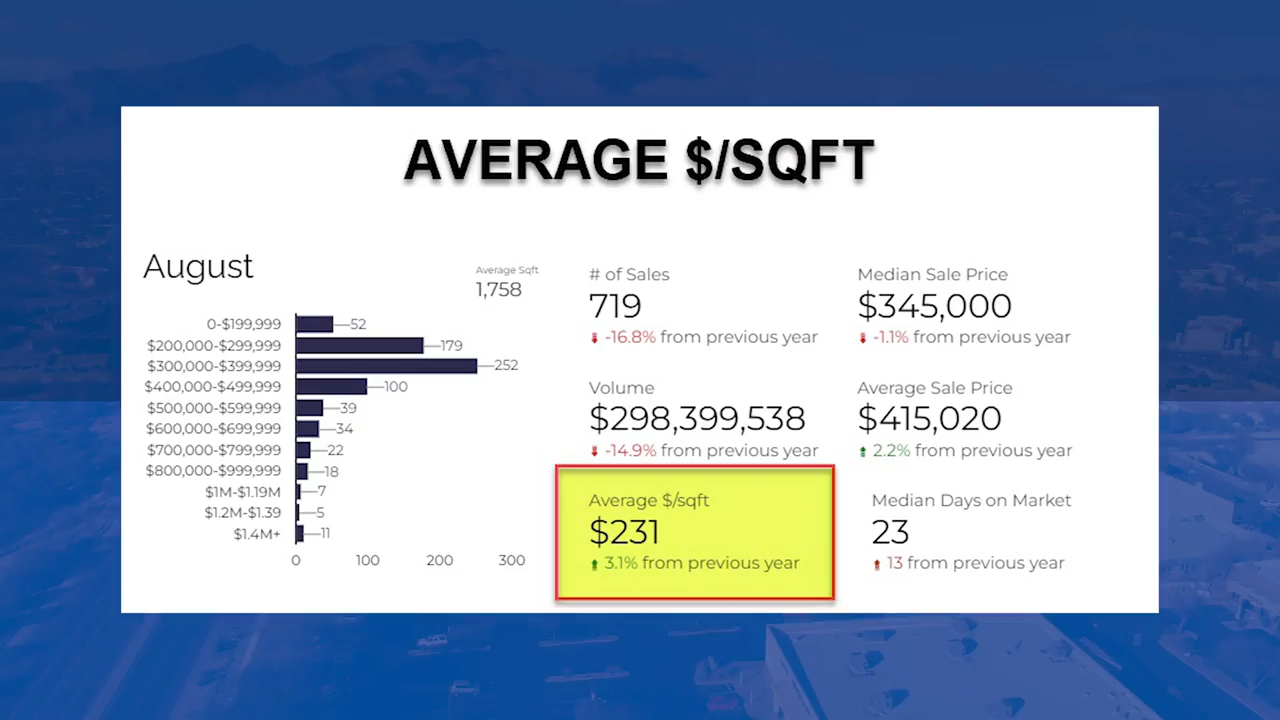 AVERAGE $/SQFT
August
Average Sqft
1,758
0-$199,999 52
$200,000-$299,999 179
$300,000-$399,999 252
$400,000-$499,999 100
$500,000-$599,999 39
$600,000-$699,999 34
$700,000-$799,999 22
$800,000-$999,999 18
$1M-$1.19M 7
$1.2M-$1.39 5
$1.4M+ 11
0 100 200 300
# of Sales
719
-16.8% from previous year
Median Sale Price
$345,000
-1.1% from previous year
Volume
$298,399,538
-14.9% from previous year
Average Sale Price
$415,020
2.2% from previous year
Average $/sqft
$231
3.1% from previous year
Median Days on Market
23
13 from previous year